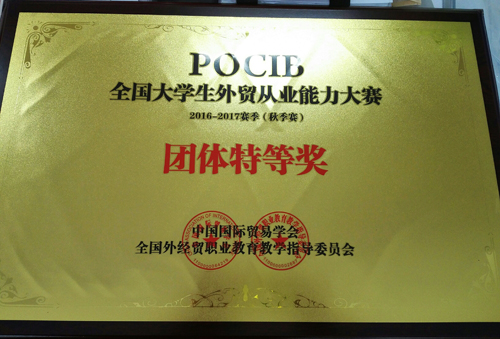 POCIB
全国大学生外贸从业能力大赛
2016-2017赛季（秋季赛）
团体特等奖
中国国际贸易学会
全国外经贸职业教育教学指导委员会